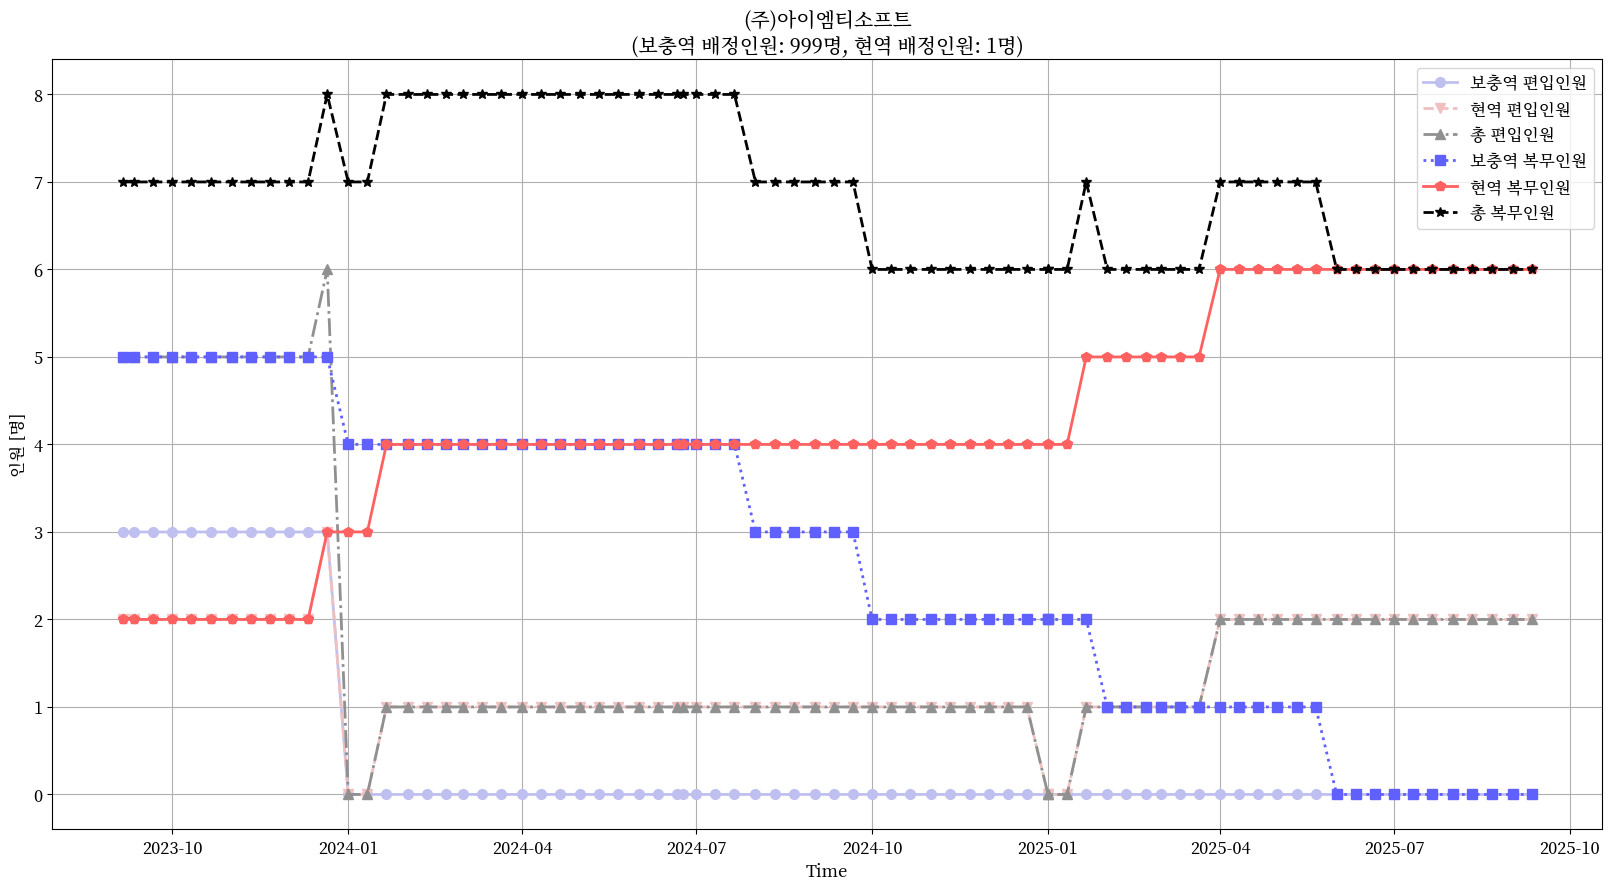 (주)아이엠티소프트
(보충역 배정인원: 999명, 현역 배정인원: 1명)
보충역 편입인원
현역 편입인원
총 편입인원
보충역 복무인원
현역 복무인원
총 복무인원
인원 [명]
8
7
6
5
4
3
2
1
0
2023-10
2024-01
2024-04
2024-07
2024-10
2025-01
2025-04
2025-07
2025-10
Time